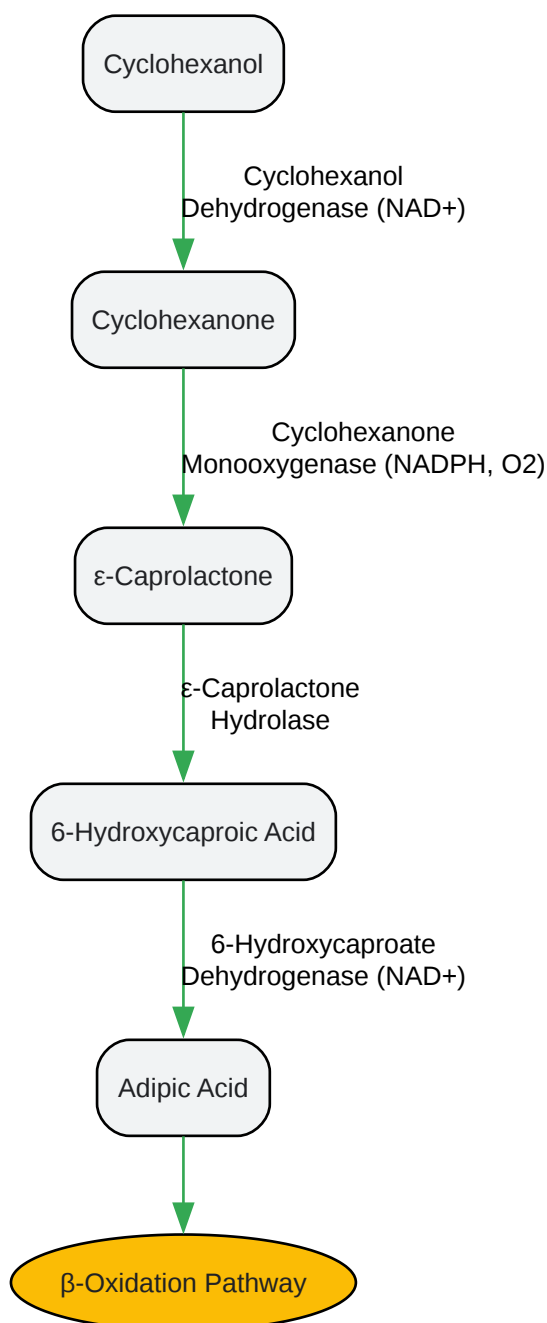 Cyclohexanol
Cyclohexanol
Dehydrogenase (NAD+)
Cyclohexanone
Cyclohexanone
Monooxygenase (NADPH, O2)
ε-Caprolactone
ε-Caprolactone
Hydrolase
6-Hydroxycaproic Acid
6-Hydroxycaproate
Dehydrogenase (NAD+)
Adipic Acid
β-Oxidation Pathway